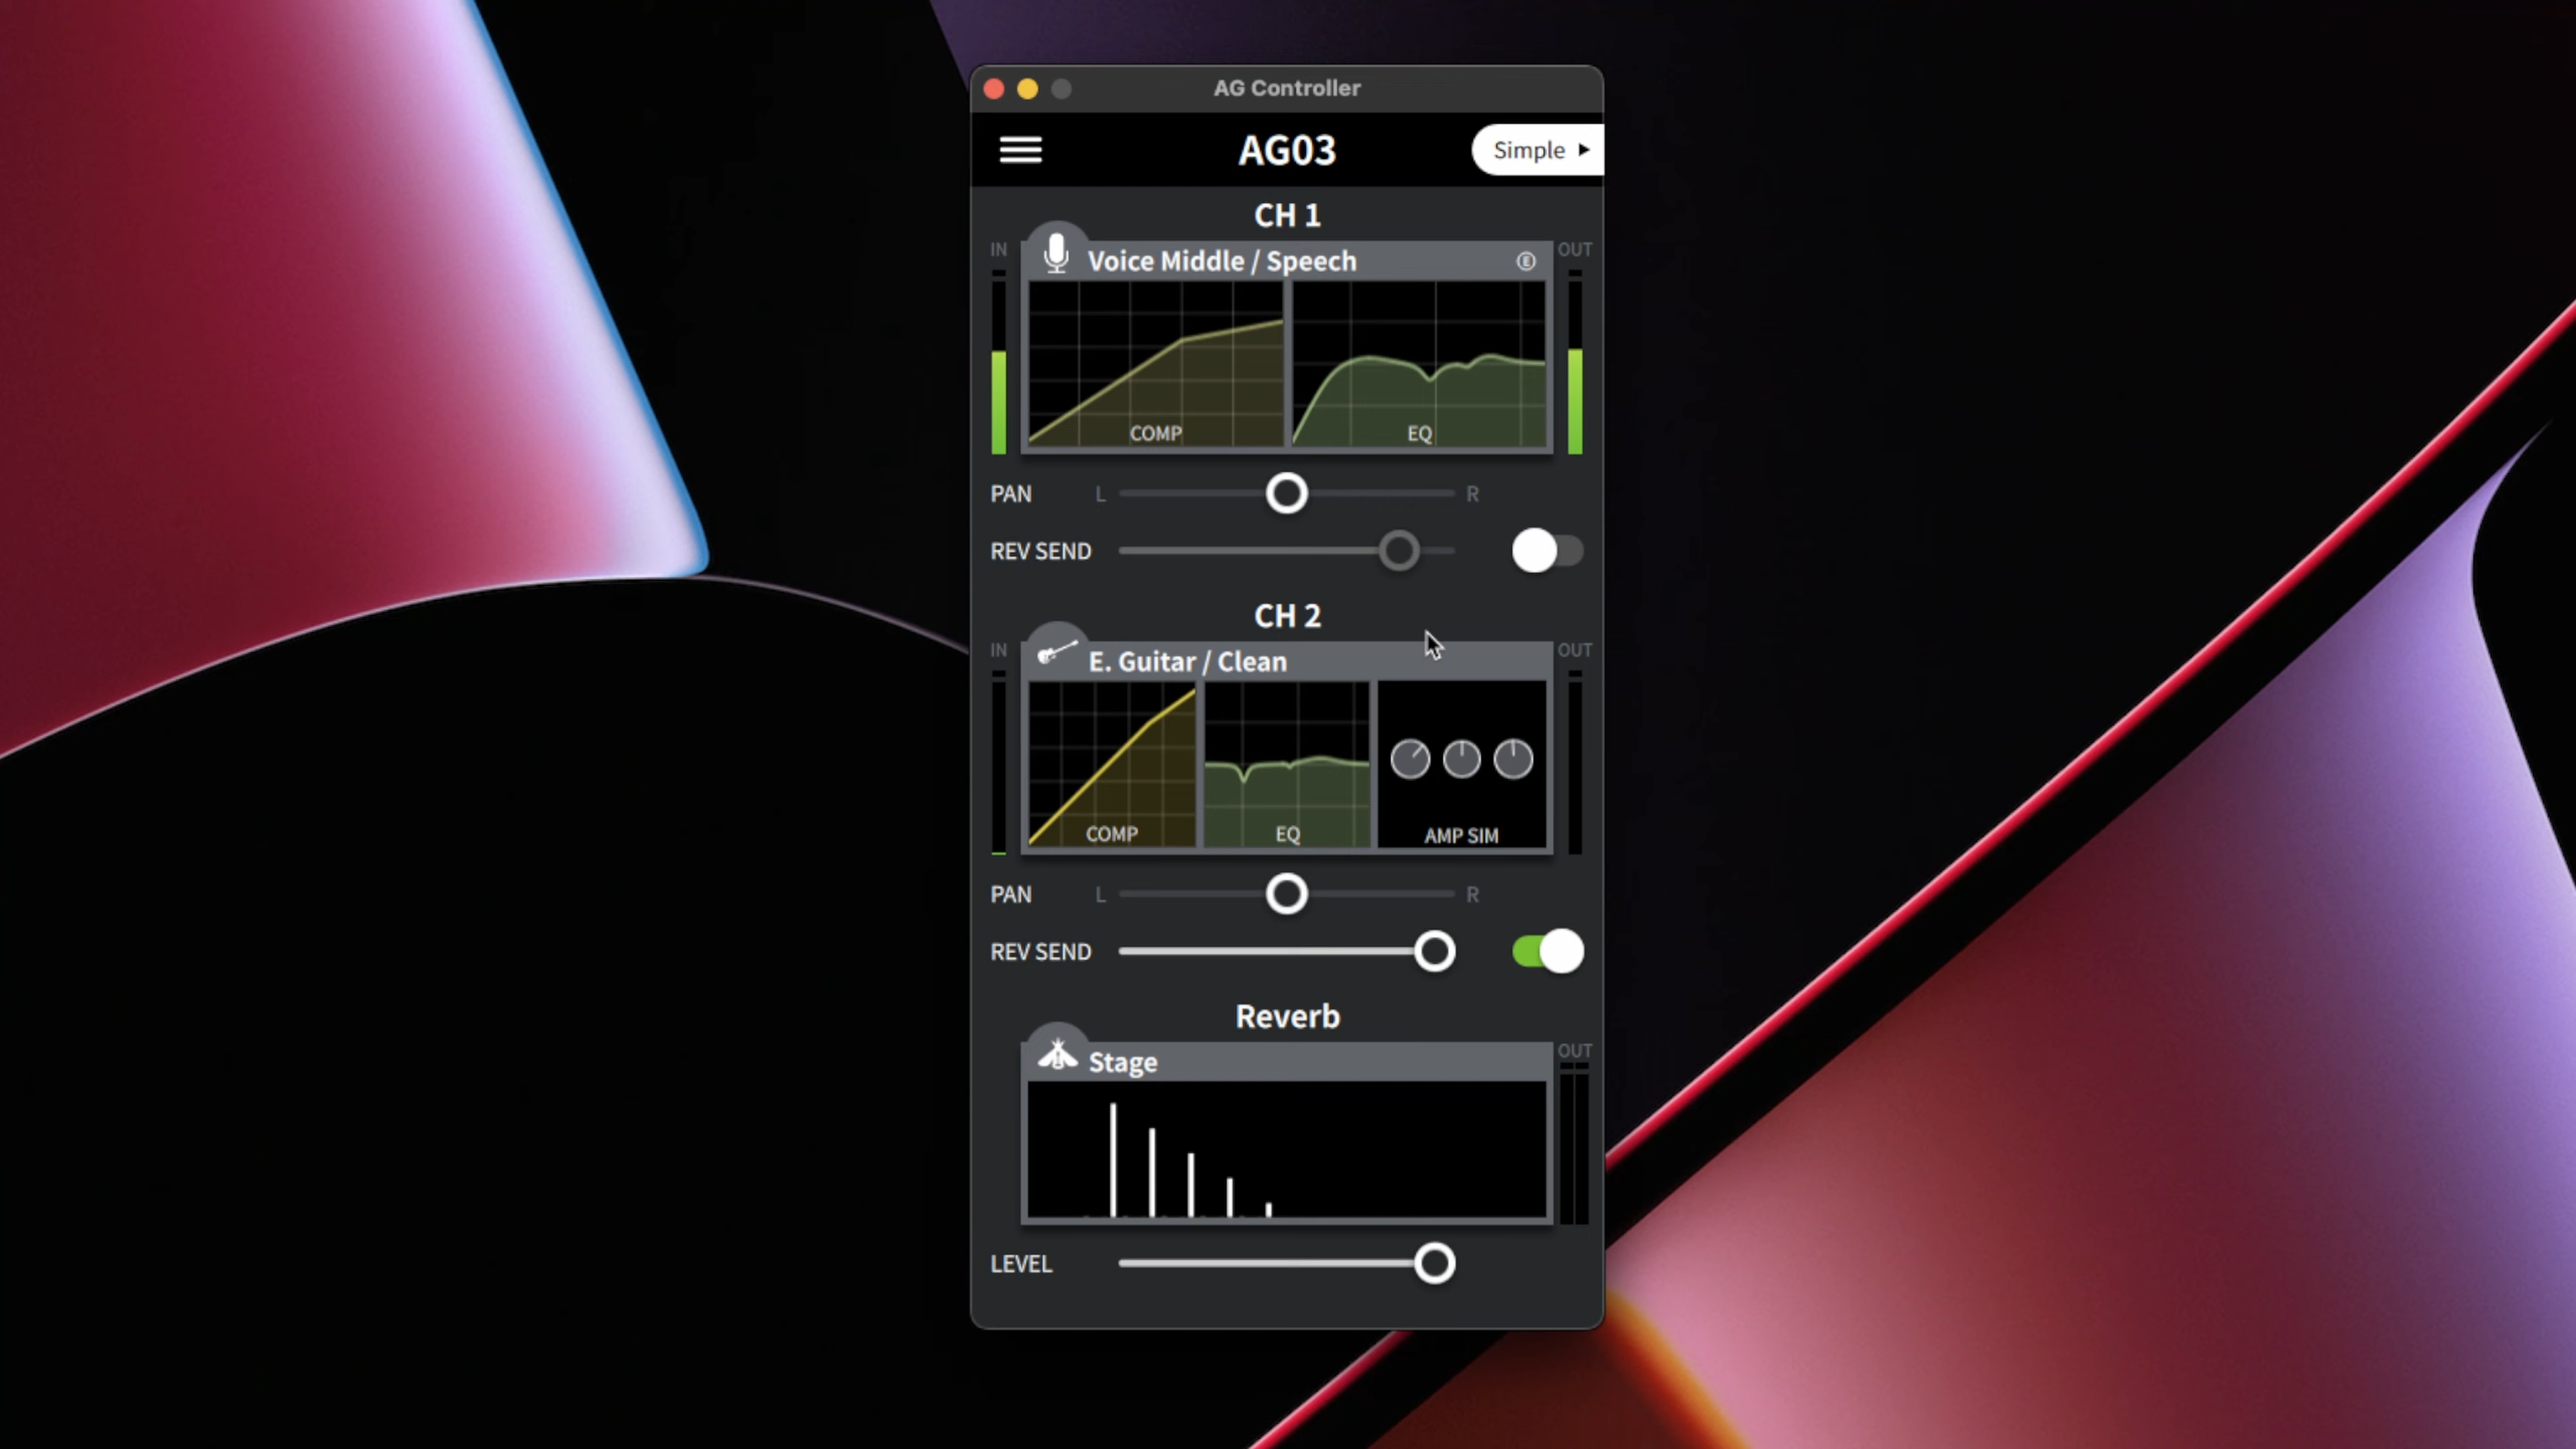 AG Controller
AG03
Simple
CH 1
IN
OUT
Voice Middle / Speech
E
COMP
EQ
PAN
L
R
REV SEND
CH 2
IN
OUT
E. Guitar / Clean
COMP
EQ
AMP SIM
PAN
L
R
REV SEND
Reverb
OUT
Stage
LEVEL